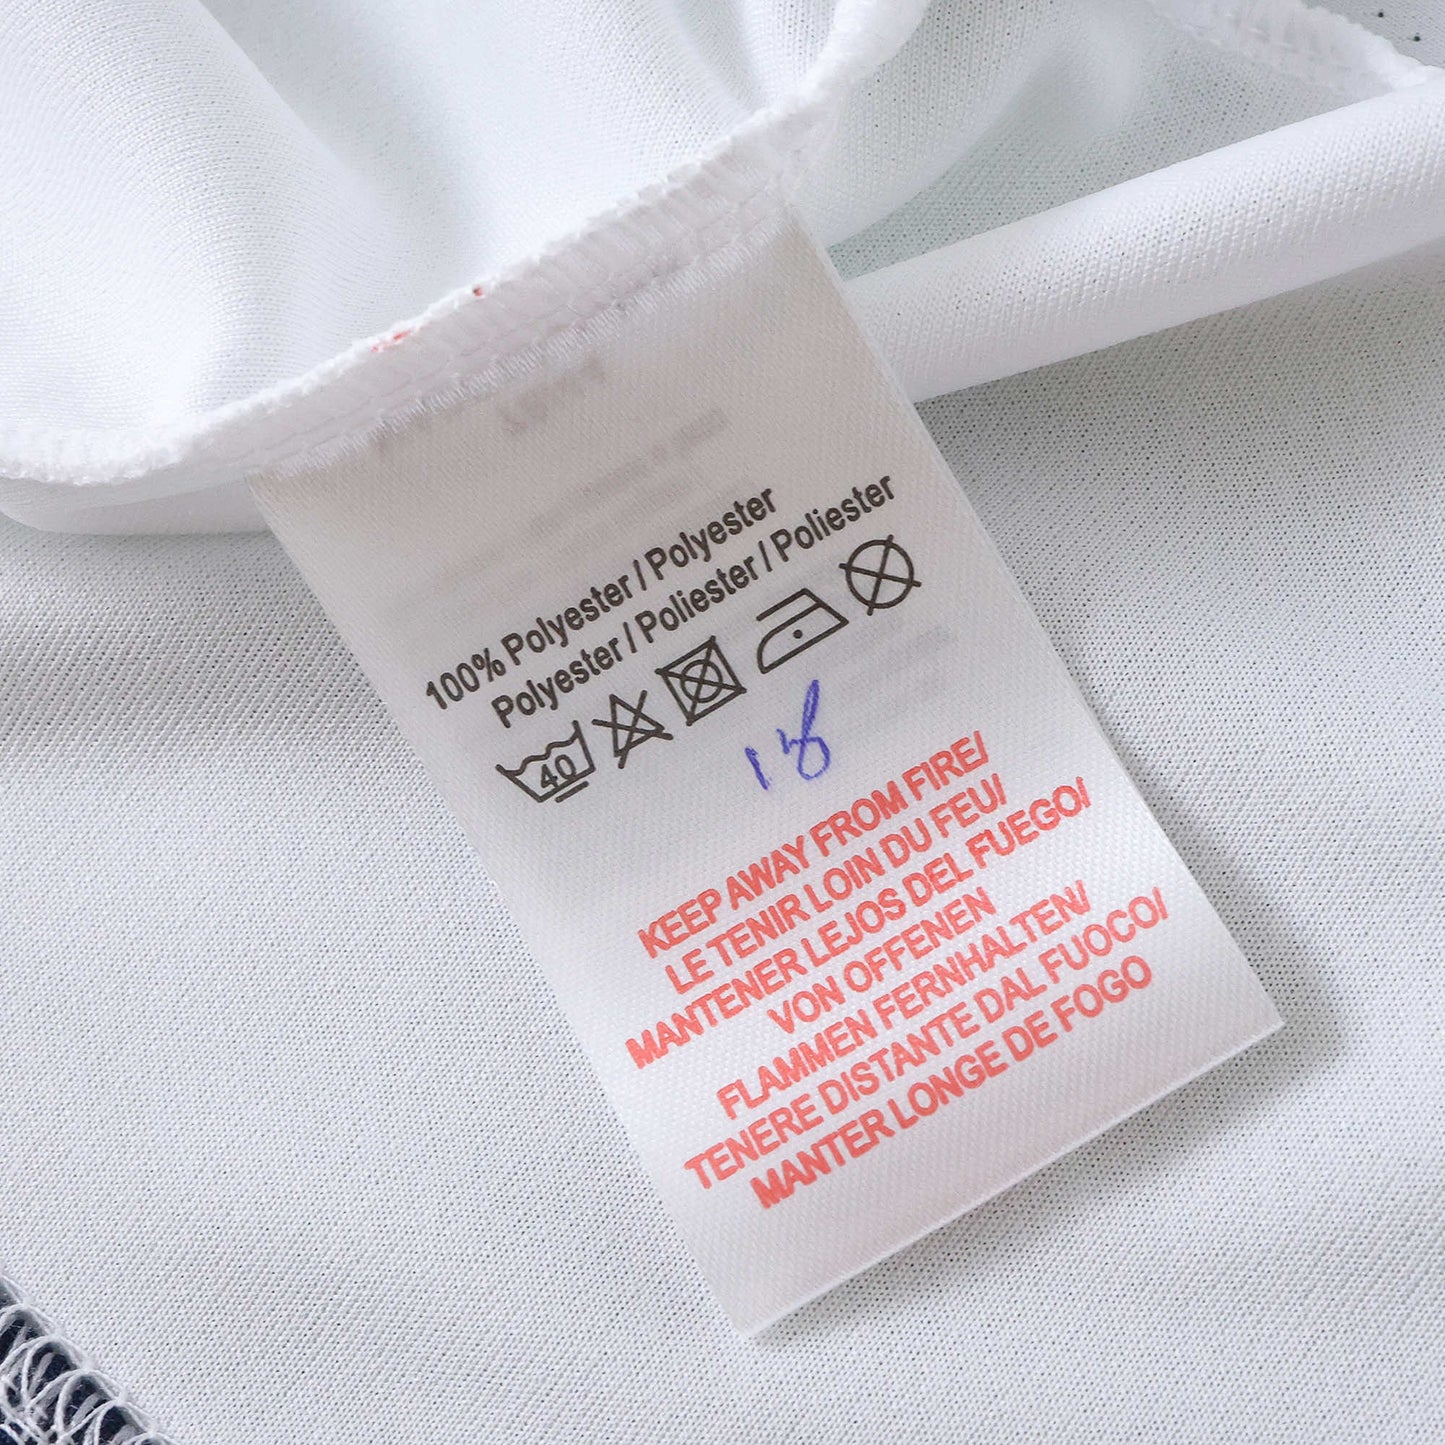 100% Polyester / Polyester
Polyester / Poliester / Poliester
40
18
KEEP AWAY FROM FIRE/
LE TENIR LOIN DU FEU/
MANTENER LEJOS DEL FUEGO/
VON OFFENEN
FLAMMEN FERNHALTEN/
TENERE DISTANTE DAL FUOCO/
MANTER LONGE DE FOGO